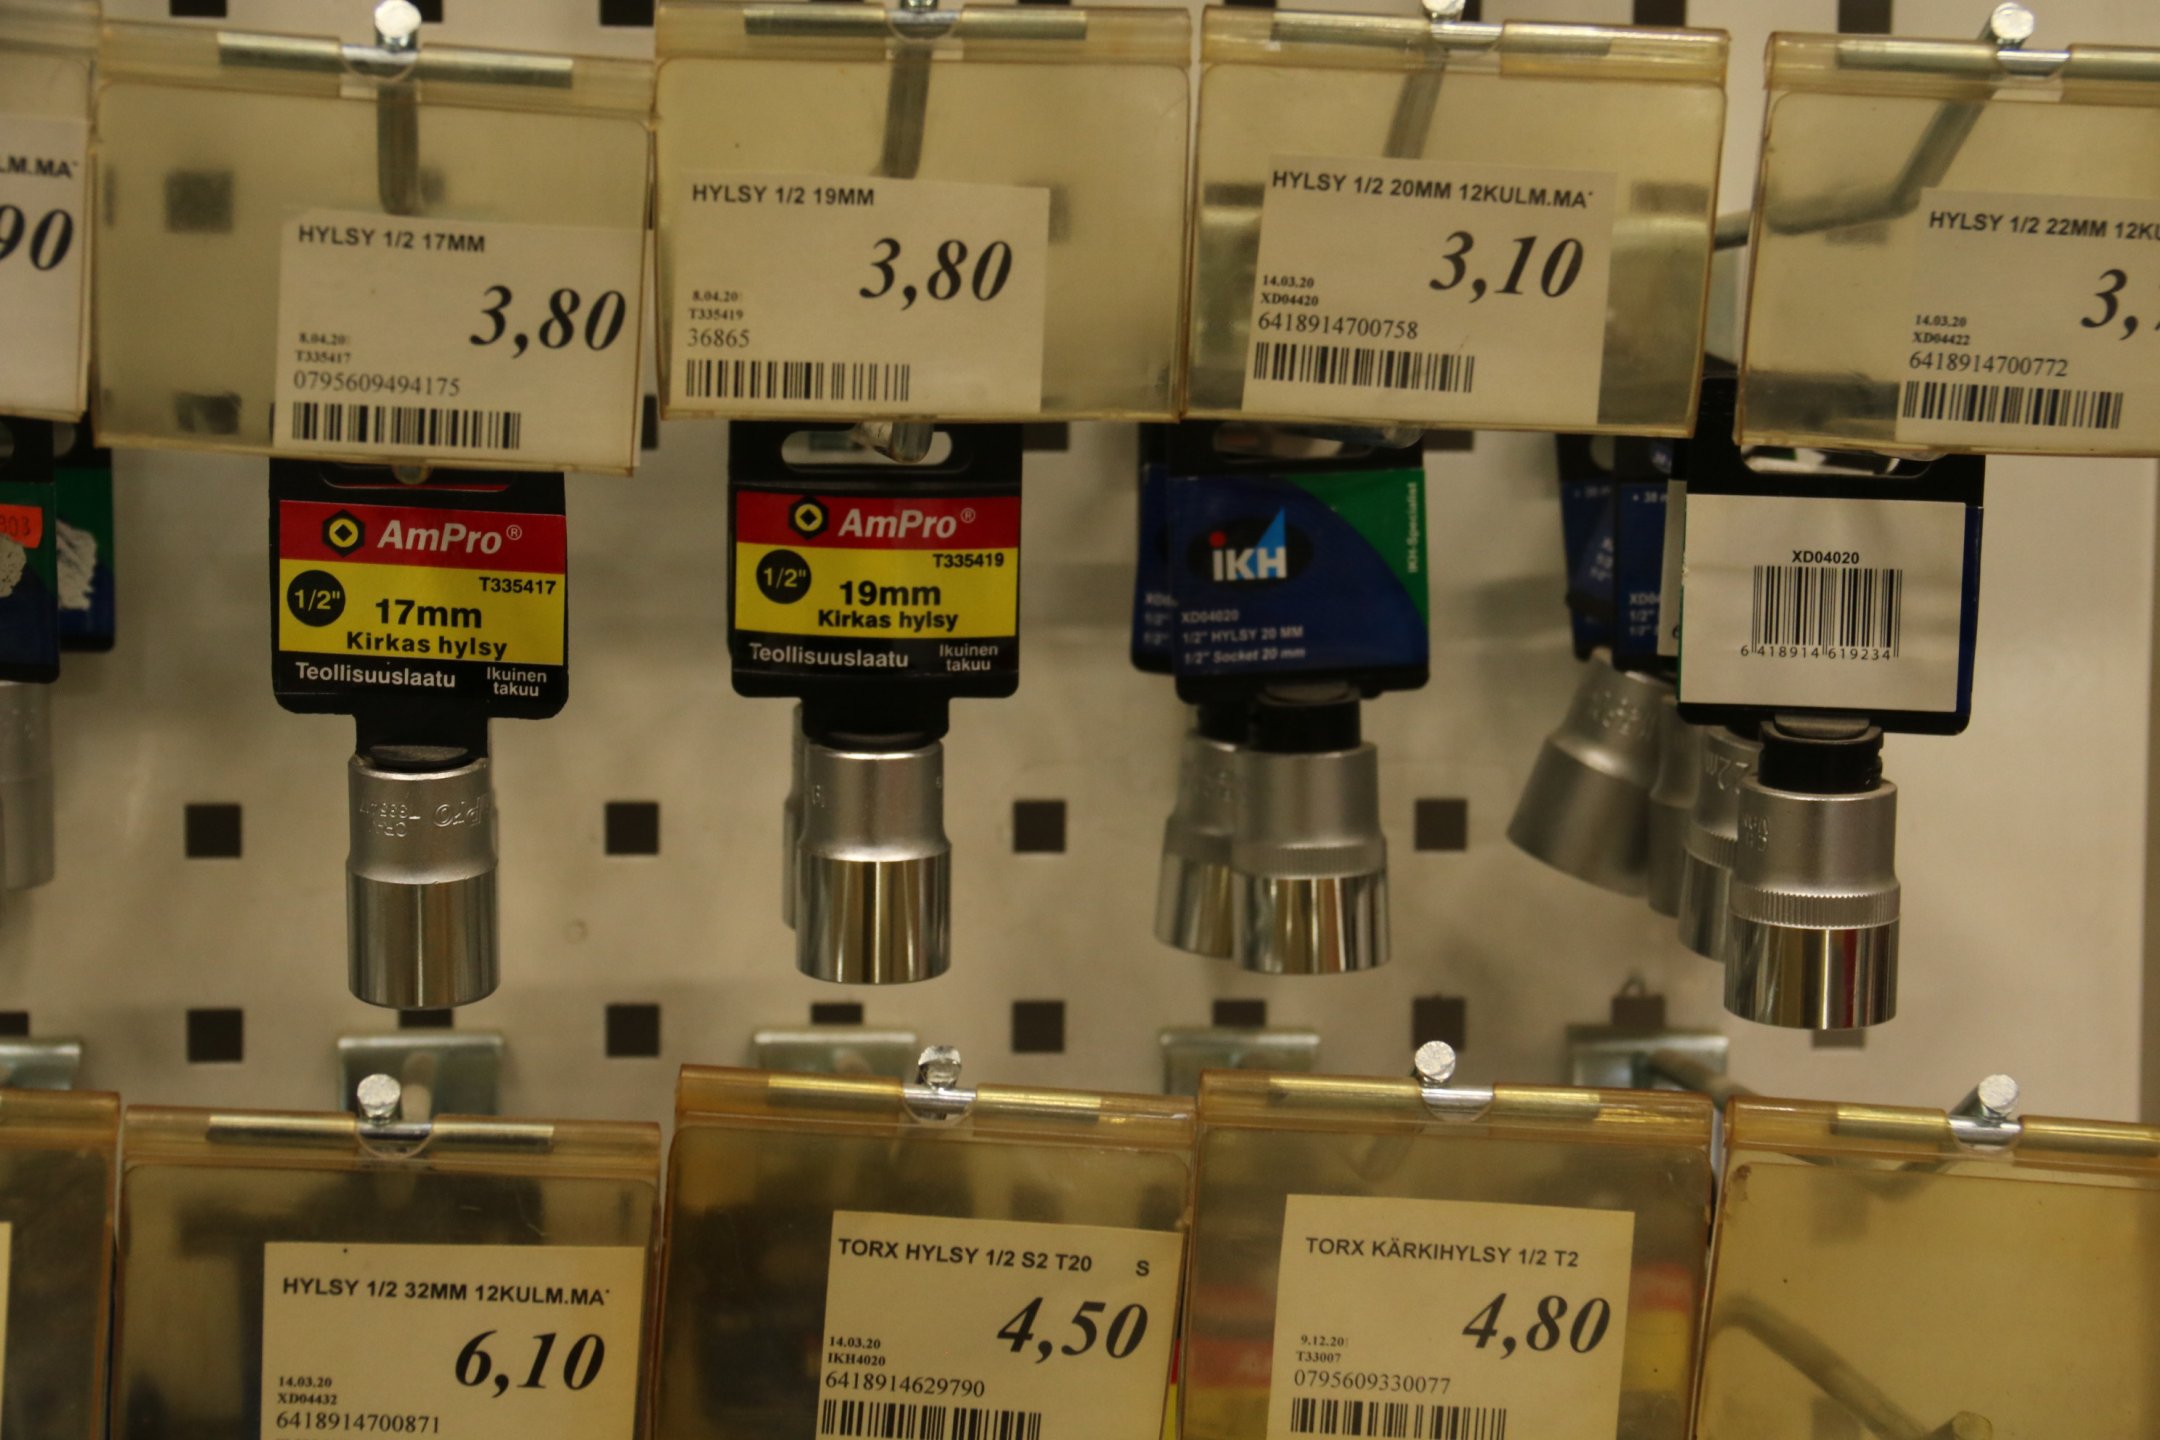 LM.MA
90
HYLSY 1/2 17MM
3,80
8.04.20
T335417
0795609494175
HYLSY 1/2 19MM
3,80
8.04.20
T335419
36865
HYLSY 1/2 20MM 12KULM.MA
3,10
14.03.20
XD04420
6418914700758
HYLSY 1/2 22MM 12KU
3,
14.03.20
XD04422
6418914700772
303
AmPro®
T335417
1/2"
17mm
Kirkas hylsy
Teollisuuslaatu
Ikuinen
takuu
AmPro®
T335419
1/2"
19mm
Kirkas hylsy
Teollisuuslaatu
Ikuinen
takuu
IKH
IKH-Specialist
XD04020
1/2" HYLSY 20 MM
1/2" Socket 20 mm
XD04020
6 418914 619234
HYLSY 1/2 32MM 12KULM.MA
6,10
14.03.20
XD04432
6418914700871
TORX HYLSY 1/2 S2 T20 S
4,50
14.03.20
IKH4020
6418914629790
TORX KÄRKIHYLSY 1/2 T2
4,80
9.12.20
T33007
0795609330077